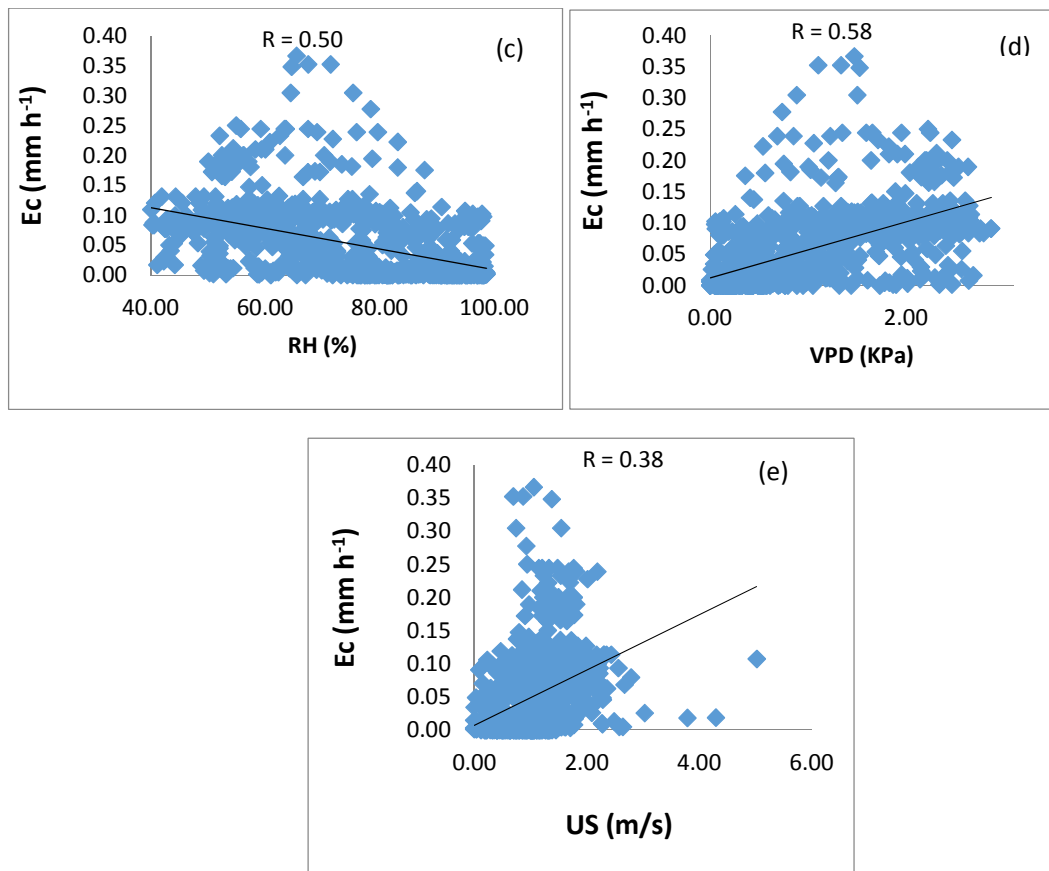 R = 0.50
(c)
Ec (mm h⁻¹)
0.40
0.35
0.30
0.25
0.20
0.15
0.10
0.05
0.00
40.00 60.00 80.00 100.00
RH (%)
R = 0.58
(d)
Ec (mm h⁻¹)
0.40
0.35
0.30
0.25
0.20
0.15
0.10
0.05
0.00
0.00 2.00
VPD (KPa)
R = 0.38
(e)
Ec (mm h⁻¹)
0.40
0.35
0.30
0.25
0.20
0.15
0.10
0.05
0.00
0.00 2.00 4.00 6.00
US (m/s)